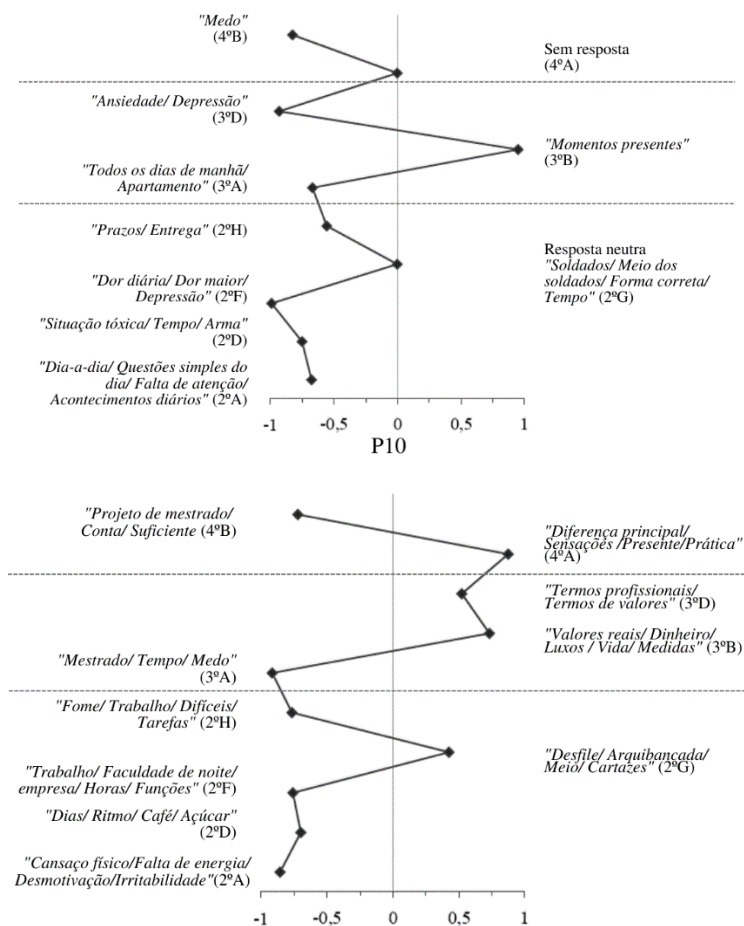 "Medo"
(4ºB)
Sem resposta
(4ºA)
"Ansiedade/ Depressão"
(3ºD)
"Momentos presentes"
(3ºB)
"Todos os dias de manhã/
Apartamento" (3ºA)
"Prazos/ Entrega" (2ºH)
Resposta neutra
"Soldados/ Meio dos
soldados/ Forma correta/
Tempo" (2ºG)
"Dor diária/ Dor maior/
Depressão" (2ºF)
"Situação tóxica/ Tempo/ Arma"
(2ºD)
"Dia-a-dia/ Questões simples do
dia/ Falta de atenção/
Acontecimentos diários" (2ºA)
-1 -0,5 0 0,5 1
P10
"Projeto de mestrado/
Conta/ Suficiente (4ºB)
"Diferença principal/
Sensações /Presente/Prática"
(4ºA)
"Termos profissionais/
Termos de valores" (3ºD)
"Valores reais/ Dinheiro/
Luxos / Vida/ Medidas" (3ºB)
"Mestrado/ Tempo/ Medo"
(3ºA)
"Fome/ Trabalho/ Difíceis/
Tarefas" (2ºH)
"Desfile/ Arquibancada/
Meio/ Cartazes" (2ºG)
"Trabalho/ Faculdade de noite/
empresa/ Horas/ Funções" (2ºF)
"Dias/ Ritmo/ Café/ Açúcar"
(2ºD)
"Cansaço físico/Falta de energia/
Desmotivação/Irritabilidade"(2ºA)
-1 -0,5 0 0,5 1